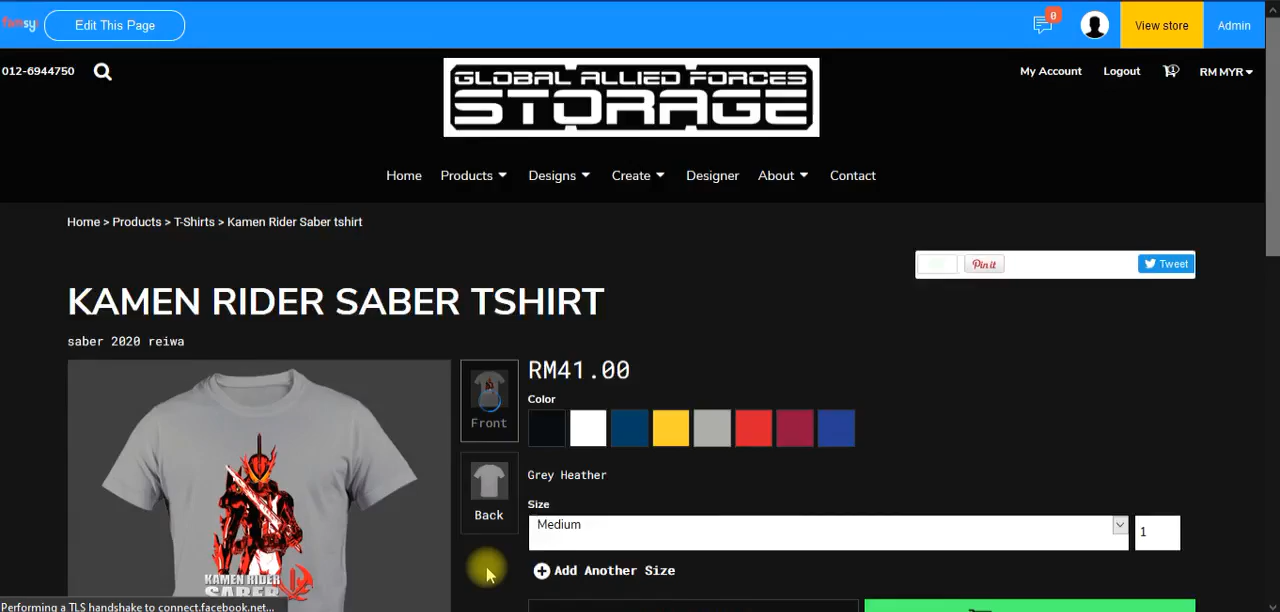 famsy
Edit This Page
0
View store
Admin
012-6944750
GLOBAL ALLIED FORCES
STORAGE
My Account
Logout
RM MYR
Home
Products
Designs
Create
Designer
About
Contact
Home > Products > T-Shirts > Kamen Rider Saber tshirt
Pin it
Tweet
KAMEN RIDER SABER TSHIRT
saber 2020 reiwa
RM41.00
Front
Color
Back
Grey Heather
Size
Medium
1
Add Another Size
KAMEN RIDER
SABER
Performing a TLS handshake to connect.facebook.net...